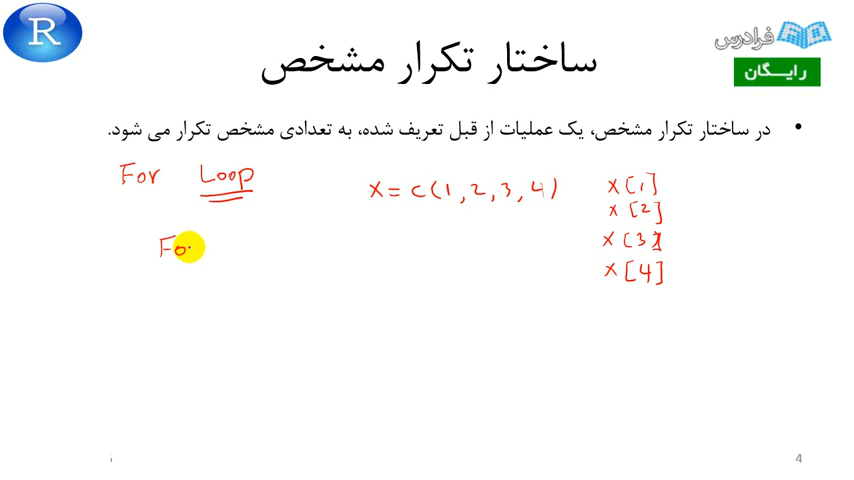 R
فرادرس
رایـگان
ساختار تکرار مشخص
• در ساختار تکرار مشخص، یک عملیات از قبل تعریف شده، به تعدادی مشخص تکرار می شود.
For Loop
x = c(1,2,3,4)
x[1]
x[2]
x[3]
x[4]
Fo
4